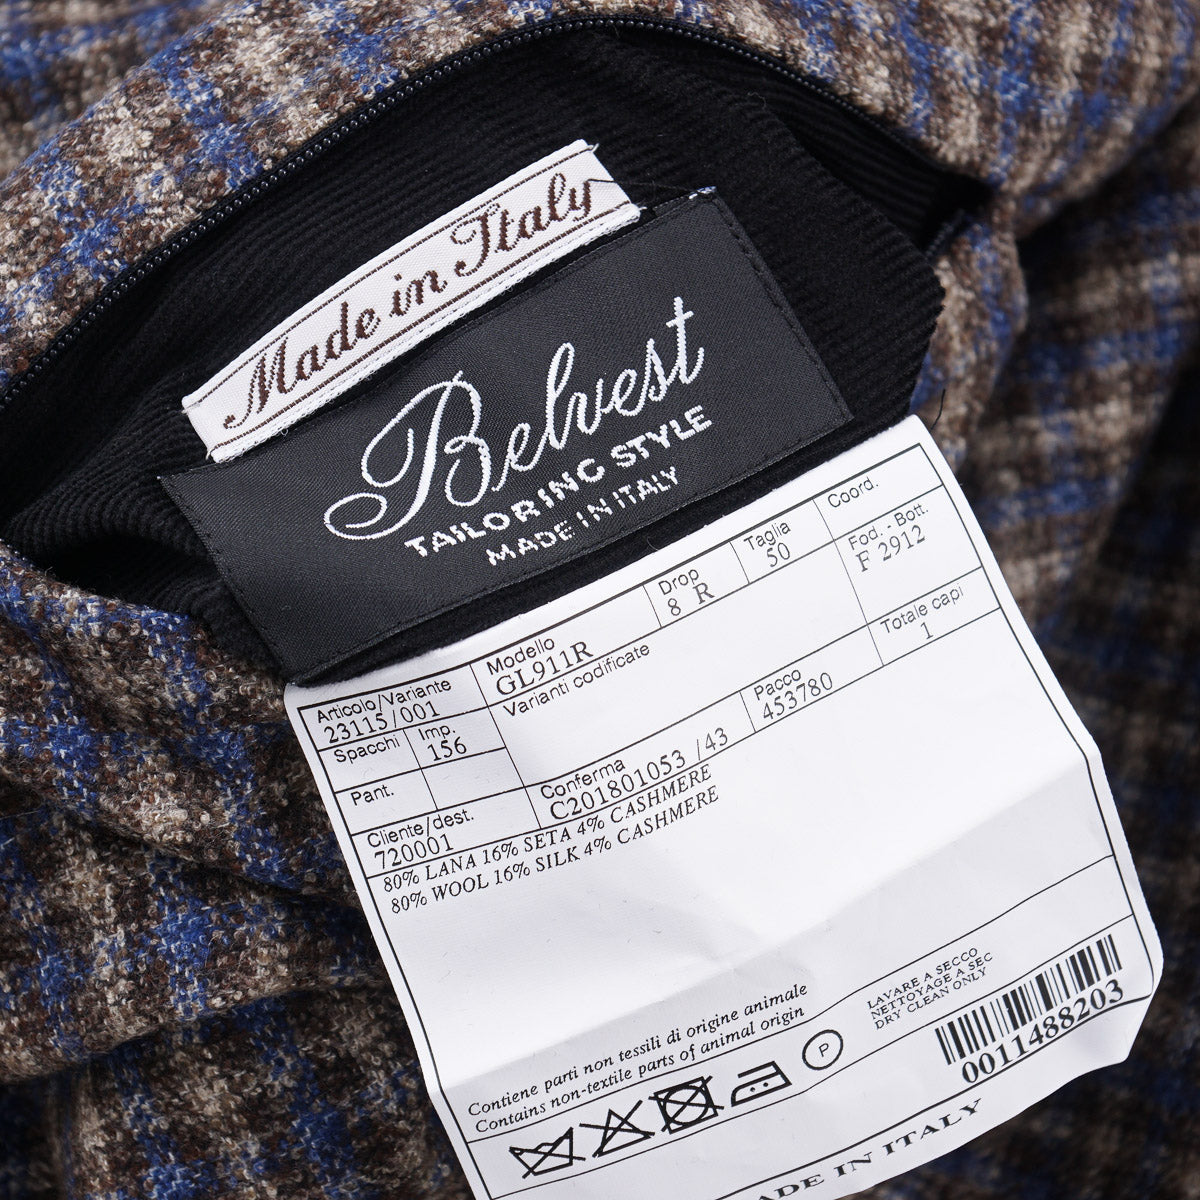 Made in Italy
Belvest
TAILORING STYLE
MADE IN ITALY
Articolo/Variante
23115/001
Modello
GL911R
Drop
8 R
Taglia
50
Coord.
Spacchi
Imp.
156
Varianti codificate
Fod. - Bott.
F 2912
Pant.
Cliente/dest.
720001
Conferma
C201801053 /43
Pacco
453780
Totale capi
1
80% LANA 16% SETA 4% CASHMERE
80% WOOL 16% SILK 4% CASHMERE
Contiene parti non tessili di origine animale
Contains non-textile parts of animal origin
P
LAVARE A SECCO
NETTOYAGE A SEC
DRY CLEAN ONLY
0011488203
ADE IN ITALY